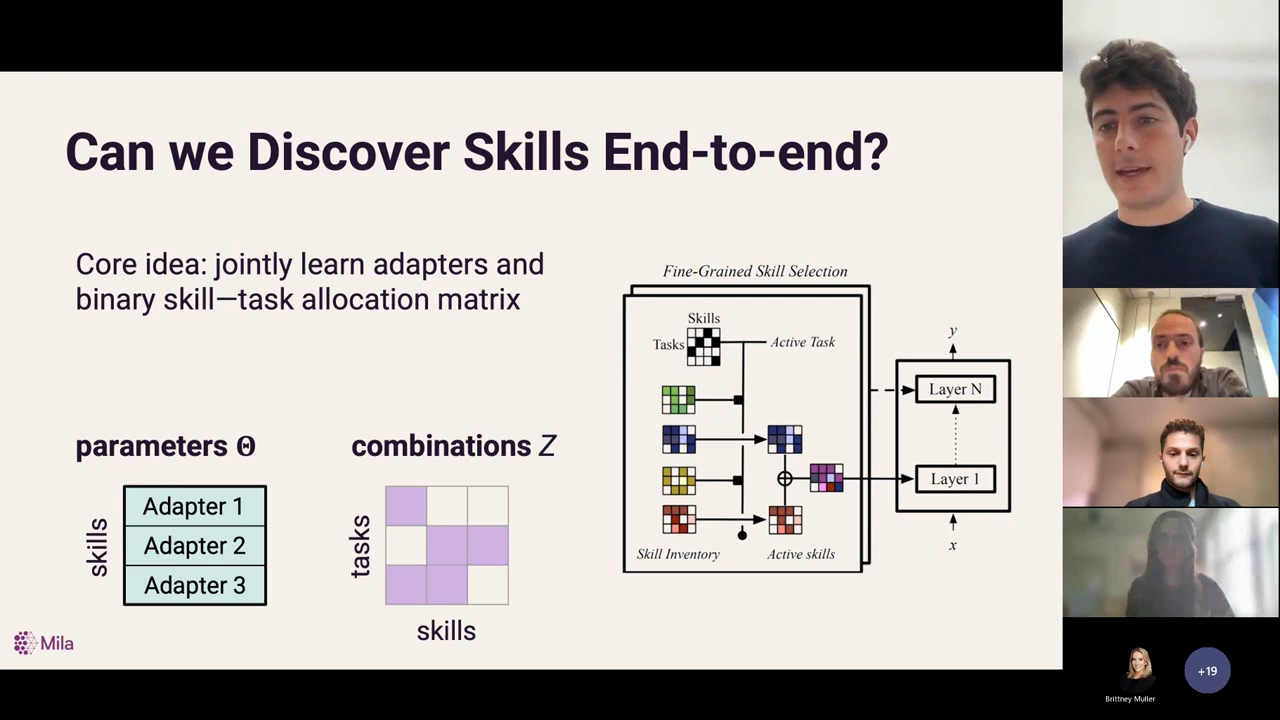 Can we Discover Skills End-to-end?
Core idea: jointly learn adapters and
binary skill—task allocation matrix
parameters Θ
skills
Adapter 1
Adapter 2
Adapter 3
combinations Z
tasks
skills
Fine-Grained Skill Selection
Skills
Tasks
Active Task
Skill Inventory
Active skills
y
Layer N
Layer 1
x
Mila
Brittney Muller
+19